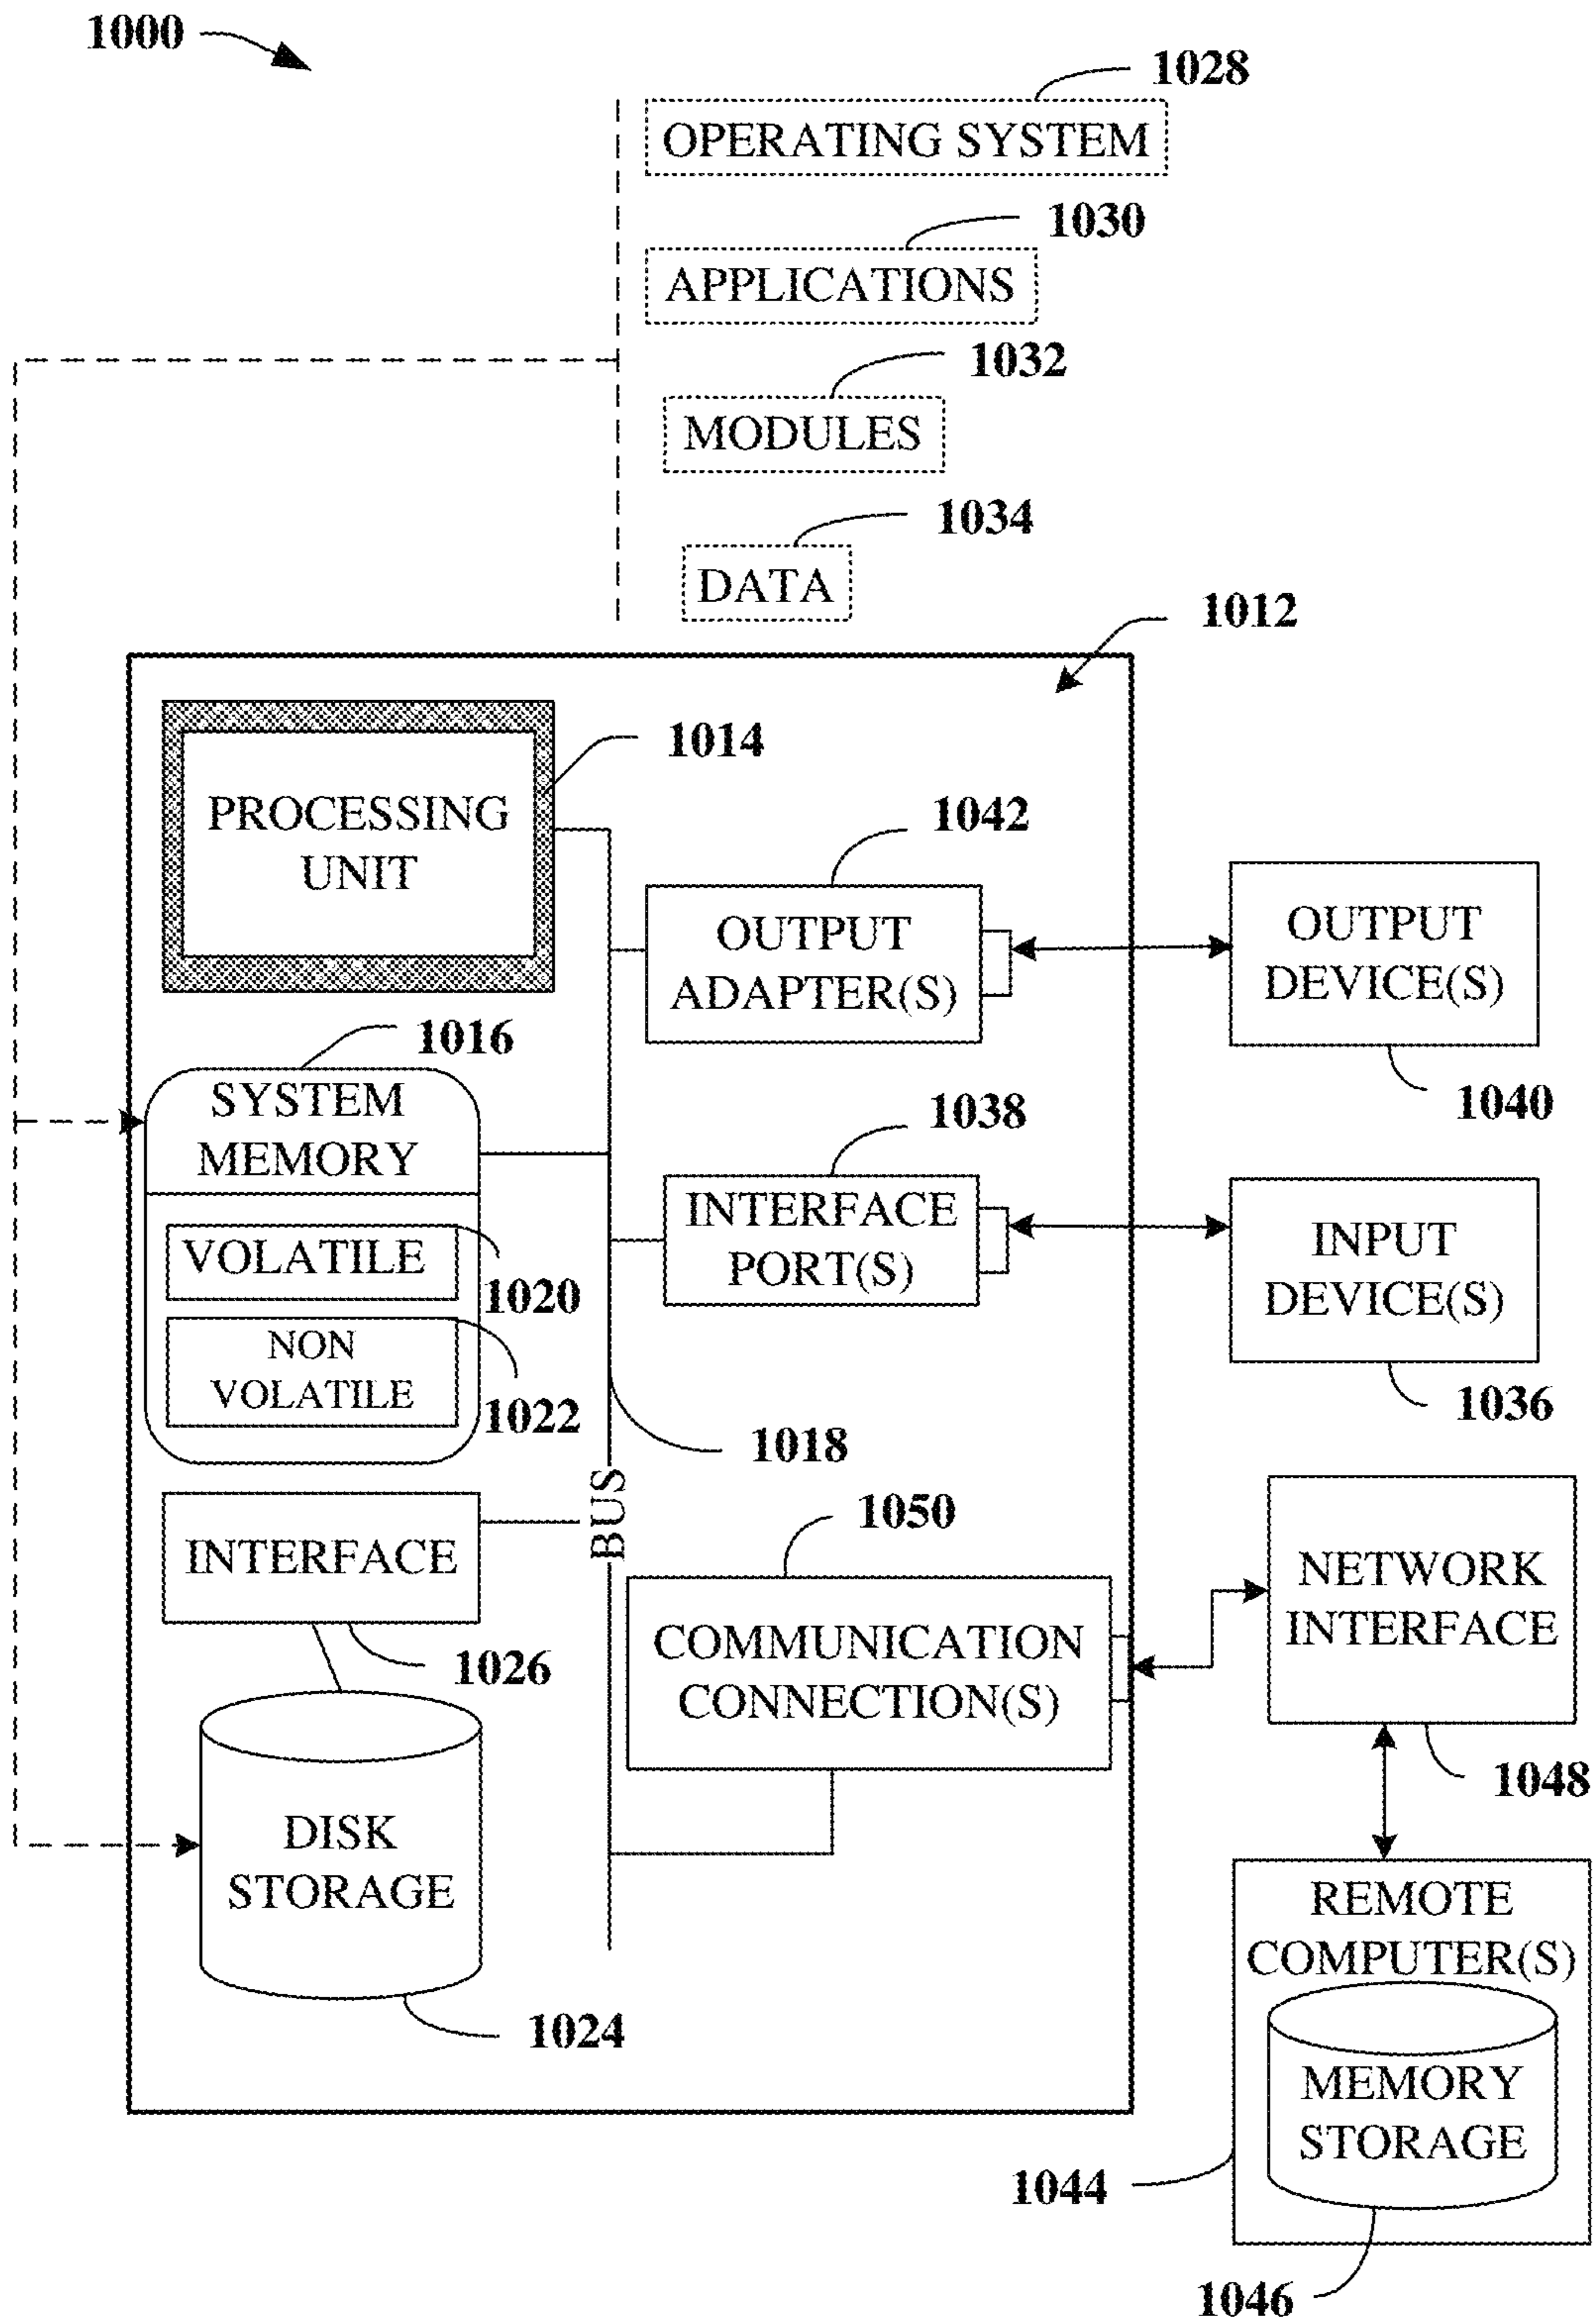 1000
1028
OPERATING SYSTEM
1030
APPLICATIONS
1032
MODULES
1034
DATA
1012
1014
PROCESSING
UNIT
1042
OUTPUT
ADAPTER(S)
OUTPUT
DEVICE(S)
1040
1016
SYSTEM
MEMORY
VOLATILE
1020
NON
VOLATILE
1022
1038
INTERFACE
PORT(S)
INPUT
DEVICE(S)
1036
1018
BUS
INTERFACE
1026
1050
COMMUNICATION
CONNECTION(S)
NETWORK
INTERFACE
1048
DISK
STORAGE
1024
REMOTE
COMPUTER(S)
MEMORY
STORAGE
1044
1046